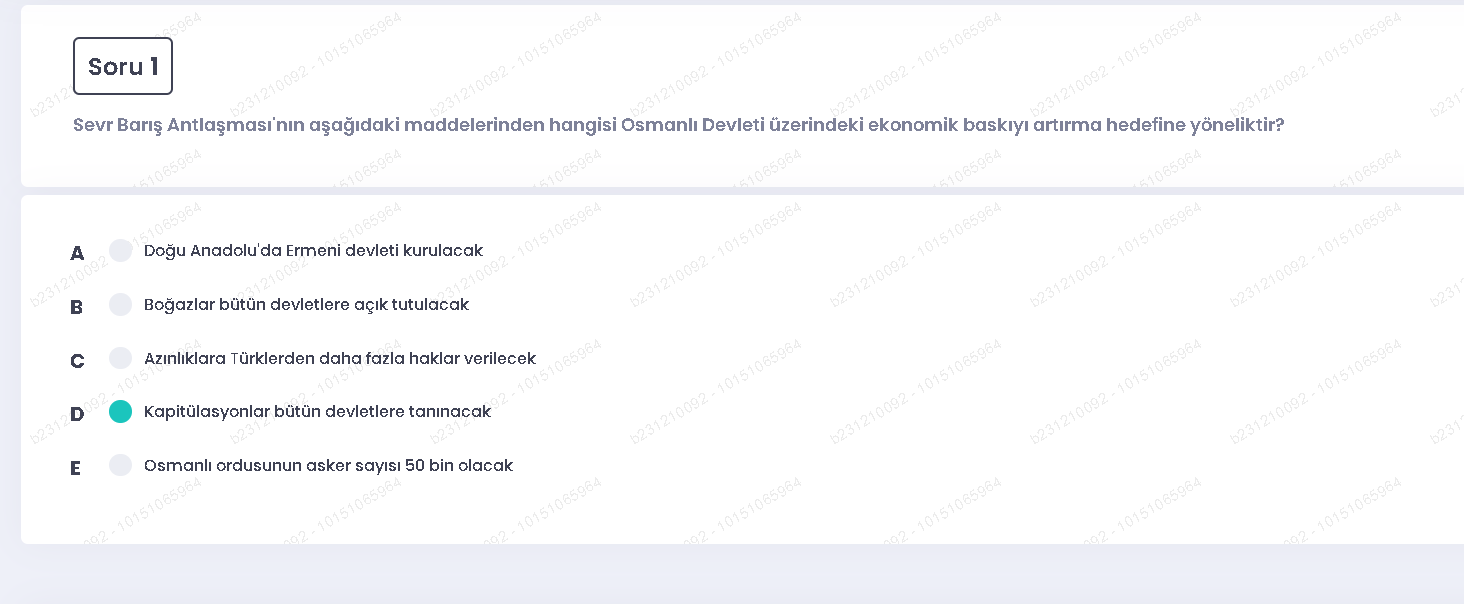 Soru 1
Sevr Barış Antlaşması'nın aşağıdaki maddelerinden hangisi Osmanlı Devleti üzerindeki ekonomik baskıyı artırma hedefine yöneliktir?
A Doğu Anadolu'da Ermeni devleti kurulacak
B Boğazlar bütün devletlere açık tutulacak
C Azınlıklara Türklerden daha fazla haklar verilecek
D Kapitülasyonlar bütün devletlere tanınacak
E Osmanlı ordusunun asker sayısı 50 bin olacak
b231210092 - 10151065964